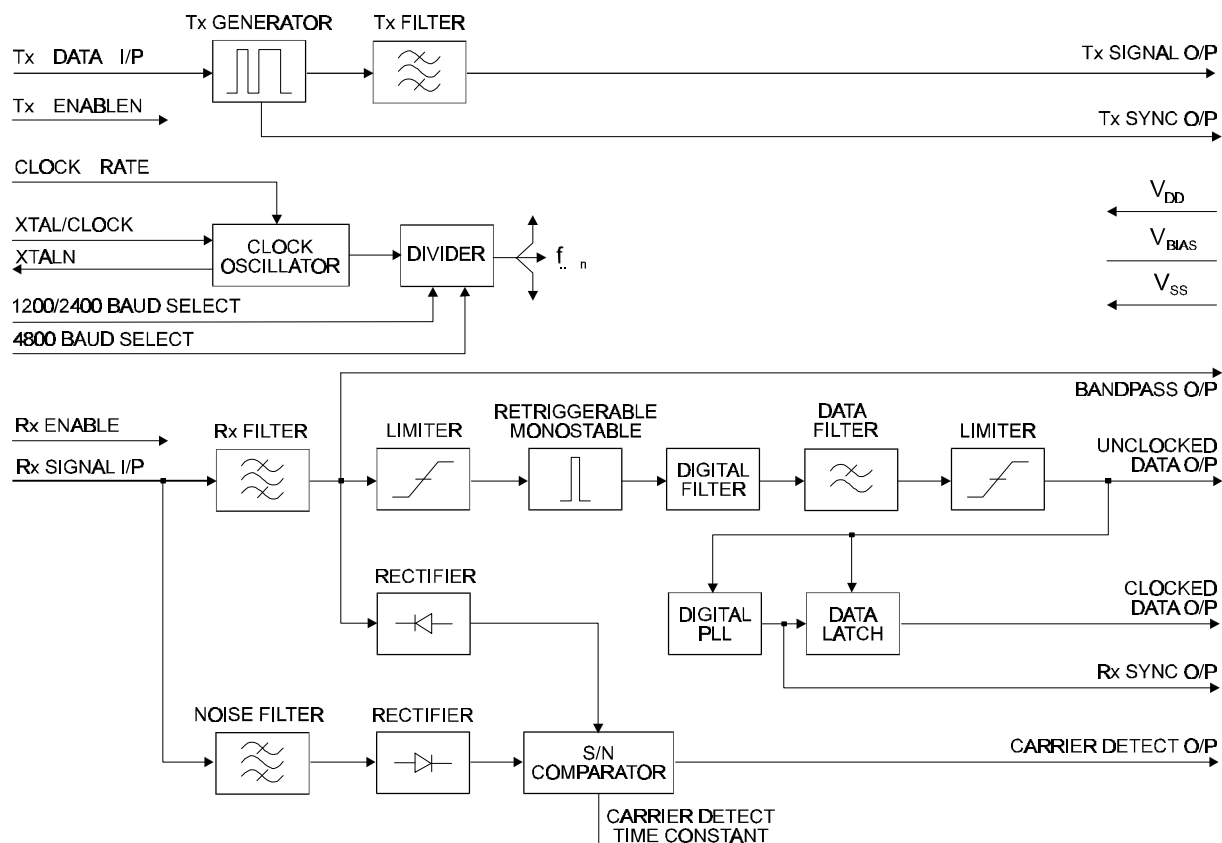 Tx GENERATOR
Tx FILTER
Tx DATA I/P
Tx SIGNAL O/P
Tx ENABLEN
Tx SYNC O/P
CLOCK RATE
VDD
XTAL/CLOCK
XTALN
CLOCK
OSCILLATOR
DIVIDER
f
n
VBIAS
VSS
1200/2400 BAUD SELECT
4800 BAUD SELECT
BANDPASS O/P
Rx ENABLE
Rx SIGNAL I/P
Rx FILTER
LIMITER
RETRIGGERABLE
MONOSTABLE
DIGITAL
FILTER
DATA
FILTER
LIMITER
UNCLOCKED
DATA O/P
RECTIFIER
DIGITAL
PLL
DATA
LATCH
CLOCKED
DATA O/P
Rx SYNC O/P
NOISE FILTER
RECTIFIER
S/N
COMPARATOR
CARRIER DETECT O/P
CARRIER DETECT
TIME CONSTANT